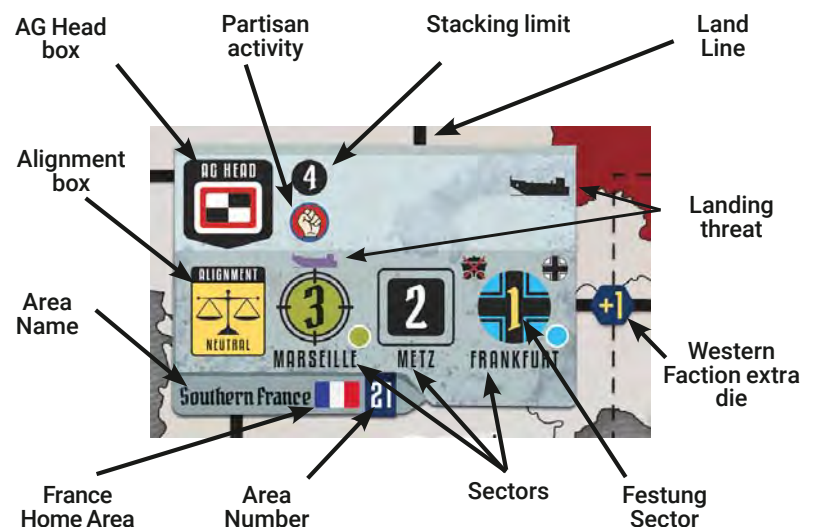 AG Head
box
Partisan
activity
Stacking limit
Land
Line
Alignment
box
AG HEAD
4
Landing
threat
ALIGNMENT
NEUTRAL
3
2
1
+1
Area
Name
MARSEILLE
METZ
FRANKFURT
Western
Faction extra
die
Southern France
21
France
Home Area
Area
Number
Sectors
Festung
Sector